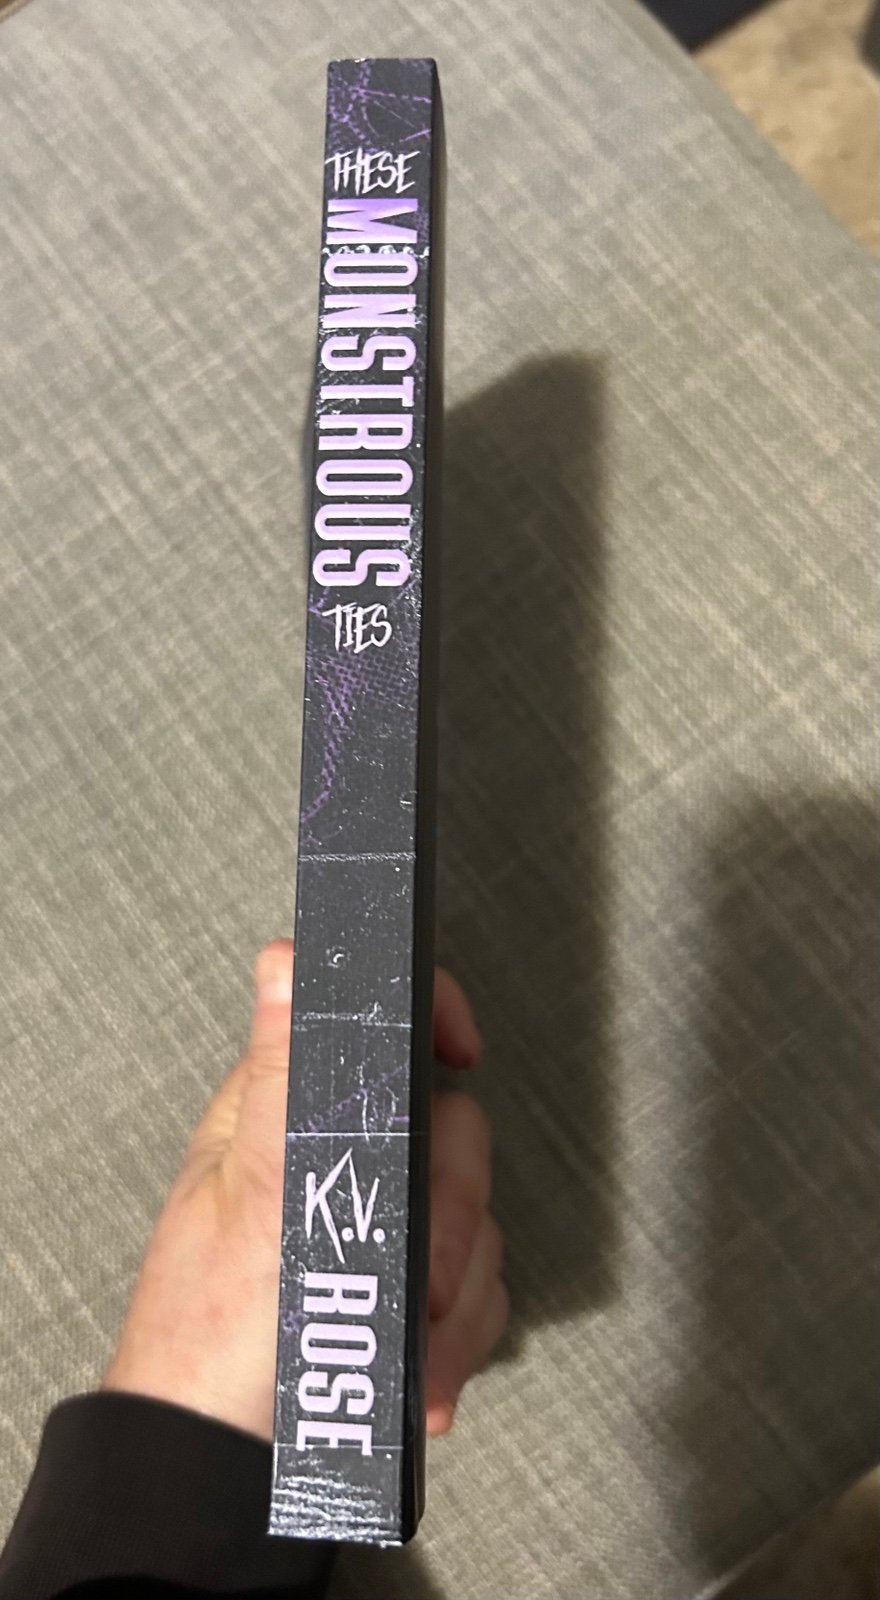 THESE
MONSTROUS
TIES
K.V. ROSE